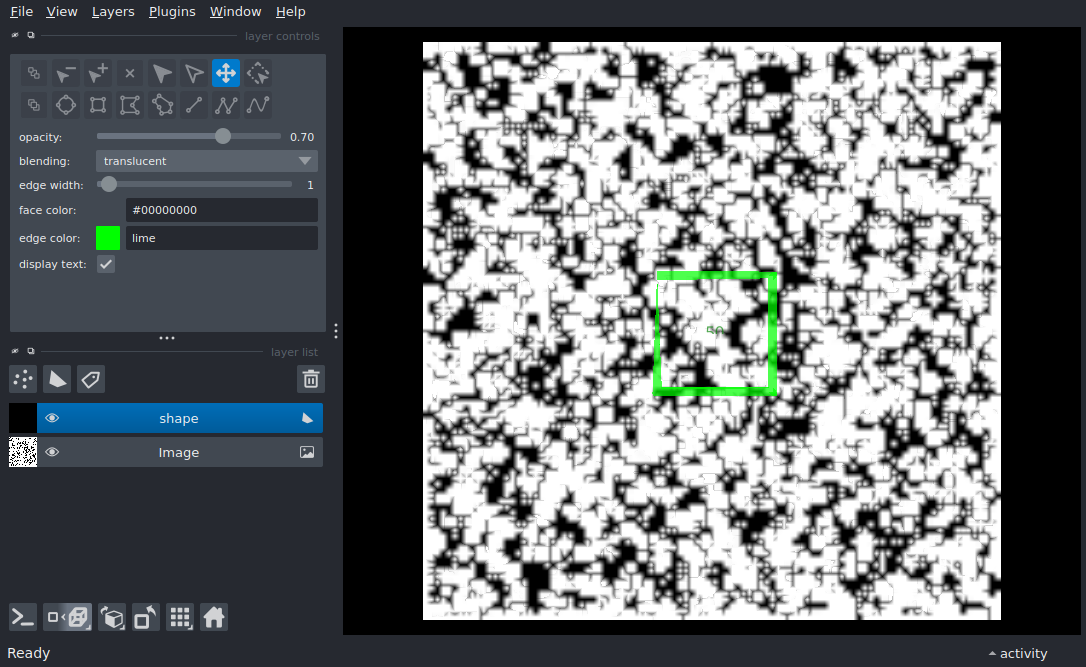 File View Layers Plugins Window Help
layer controls
opacity: 0.70
blending: translucent
edge width: 1
face color: #00000000
edge color: lime
display text:
layer list
shape
Image
Ready
activity